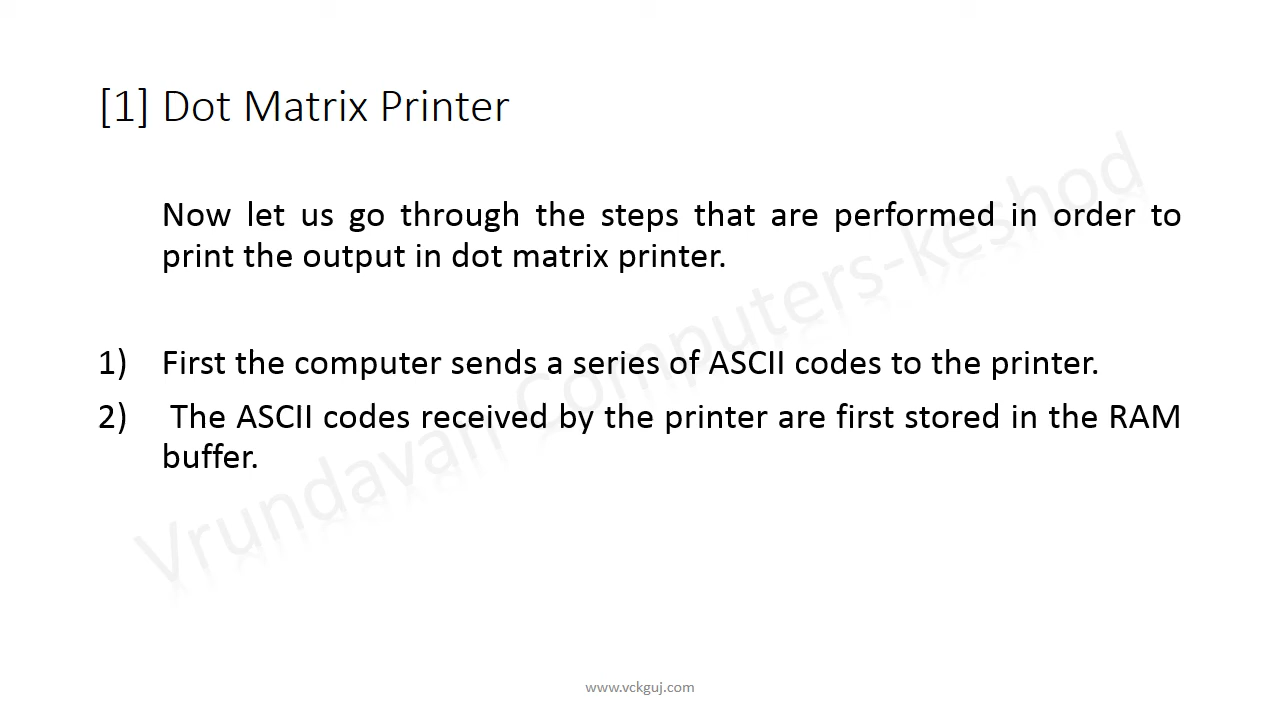 [1] Dot Matrix Printer
Now let us go through the steps that are performed in order to
print the output in dot matrix printer.
1) First the computer sends a series of ASCII codes to the printer.
2) The ASCII codes received by the printer are first stored in the RAM
buffer.
Vrundavan Computers-keshod
www.vckguj.com